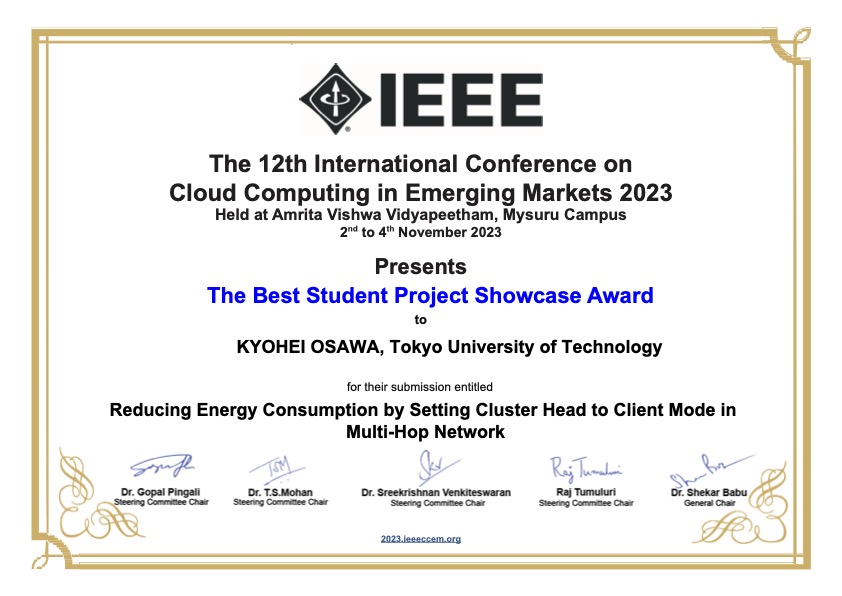 IEEE
The 12th International Conference on
Cloud Computing in Emerging Markets 2023
Held at Amrita Vishwa Vidyapeetham, Mysuru Campus
2nd to 4th November 2023
Presents
The Best Student Project Showcase Award
to
KYOHEI OSAWA, Tokyo University of Technology
for their submission entitled
Reducing Energy Consumption by Setting Cluster Head to Client Mode in
Multi-Hop Network
Raj Tumuluri
Dr. Gopal Pingali Dr. T.S.Mohan Dr. Sreekrishnan Venkiteswaran Raj Tumuluri Dr. Shekar Babu
Steering Committee Chair Steering Committee Chair Steering Committee Chair Steering Committee Chair General Chair
2023.ieeeccem.org